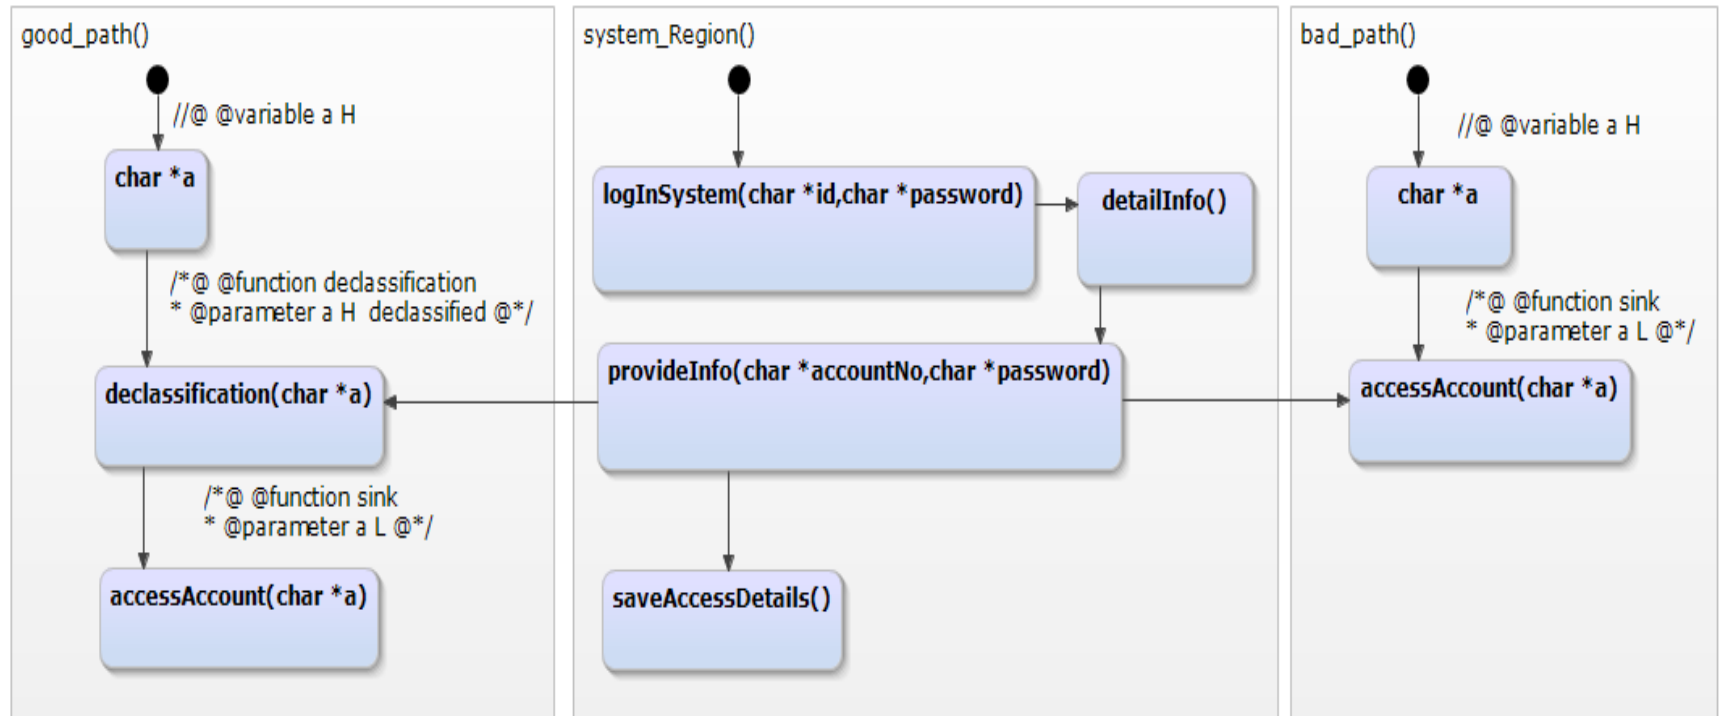 good_path()
//@ @variable a H
char *a
/*@ @function declassification
* @parameter a H  declassified @*/
declassification(char *a)
/*@ @function sink
* @parameter a L @*/
accessAccount(char *a)
system_Region()
logInSystem(char *id,char *password)
detailInfo()
provideInfo(char *accountNo,char *password)
saveAccessDetails()
bad_path()
//@ @variable a H
char *a
/*@ @function sink
* @parameter a L @*/
accessAccount(char *a)